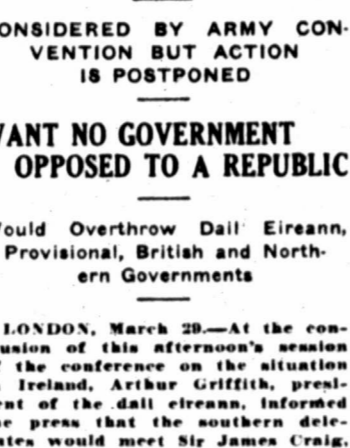 ONSIDERED BY ARMY CON-
VENTION BUT ACTION
IS POSTPONED
WANT NO GOVERNMENT
OPPOSED TO A REPUBLIC
Would Overthrow Dail Eireann,
Provisional, British and North-
ern Governments
LONDON, March 29.—At the con-
usion of this afternoon's session
f the conference on the situation
Ireland, Arthur Griffith, presi-
ent of the dail eireann, informed
e press that the southern dele-
ates would meet Sir James Craig,